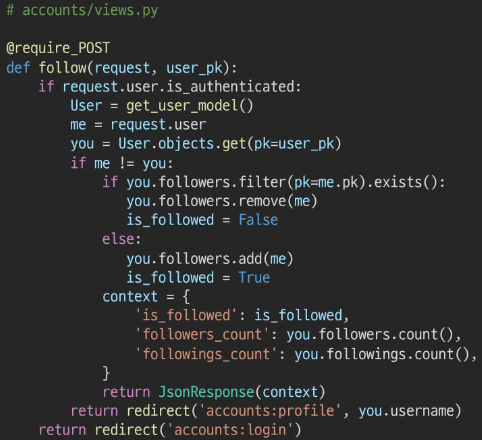 # accounts/views.py

@require_POST
def follow(request, user_pk):
    if request.user.is_authenticated:
        User = get_user_model()
        me = request.user
        you = User.objects.get(pk=user_pk)
        if me != you:
            if you.followers.filter(pk=me.pk).exists():
                you.followers.remove(me)
                is_followed = False
            else:
                you.followers.add(me)
                is_followed = True
            context = {
                'is_followed': is_followed,
                'followers_count': you.followers.count(),
                'followings_count': you.followings.count(),
            }
            return JsonResponse(context)
        return redirect('accounts:profile', you.username)
    return redirect('accounts:login')